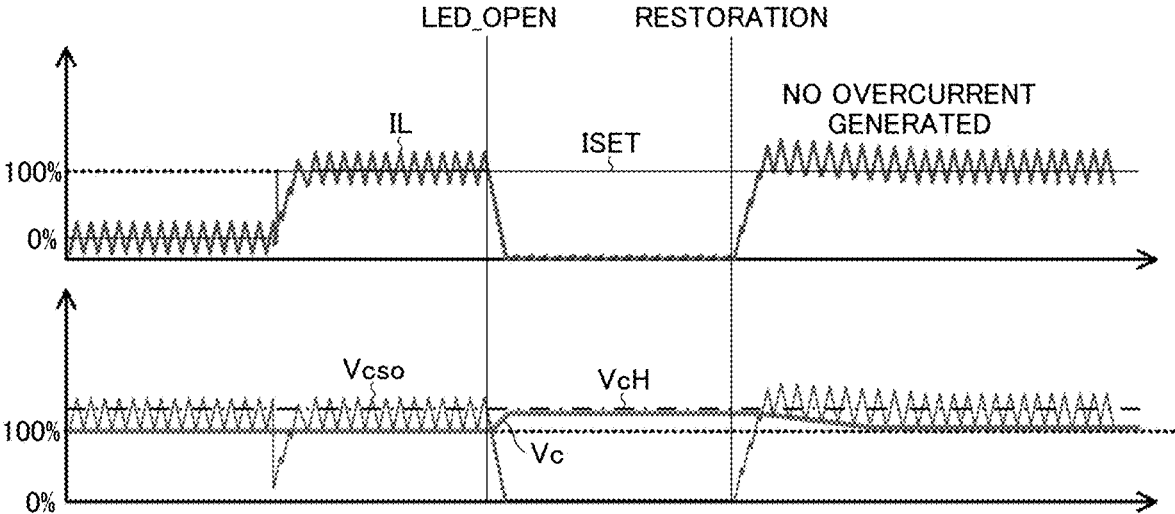 LED_OPEN
RESTORATION
NO OVERCURRENT
GENERATED
IL
ISET
100%
0%
Vcso
VcH
100%
Vc
0%